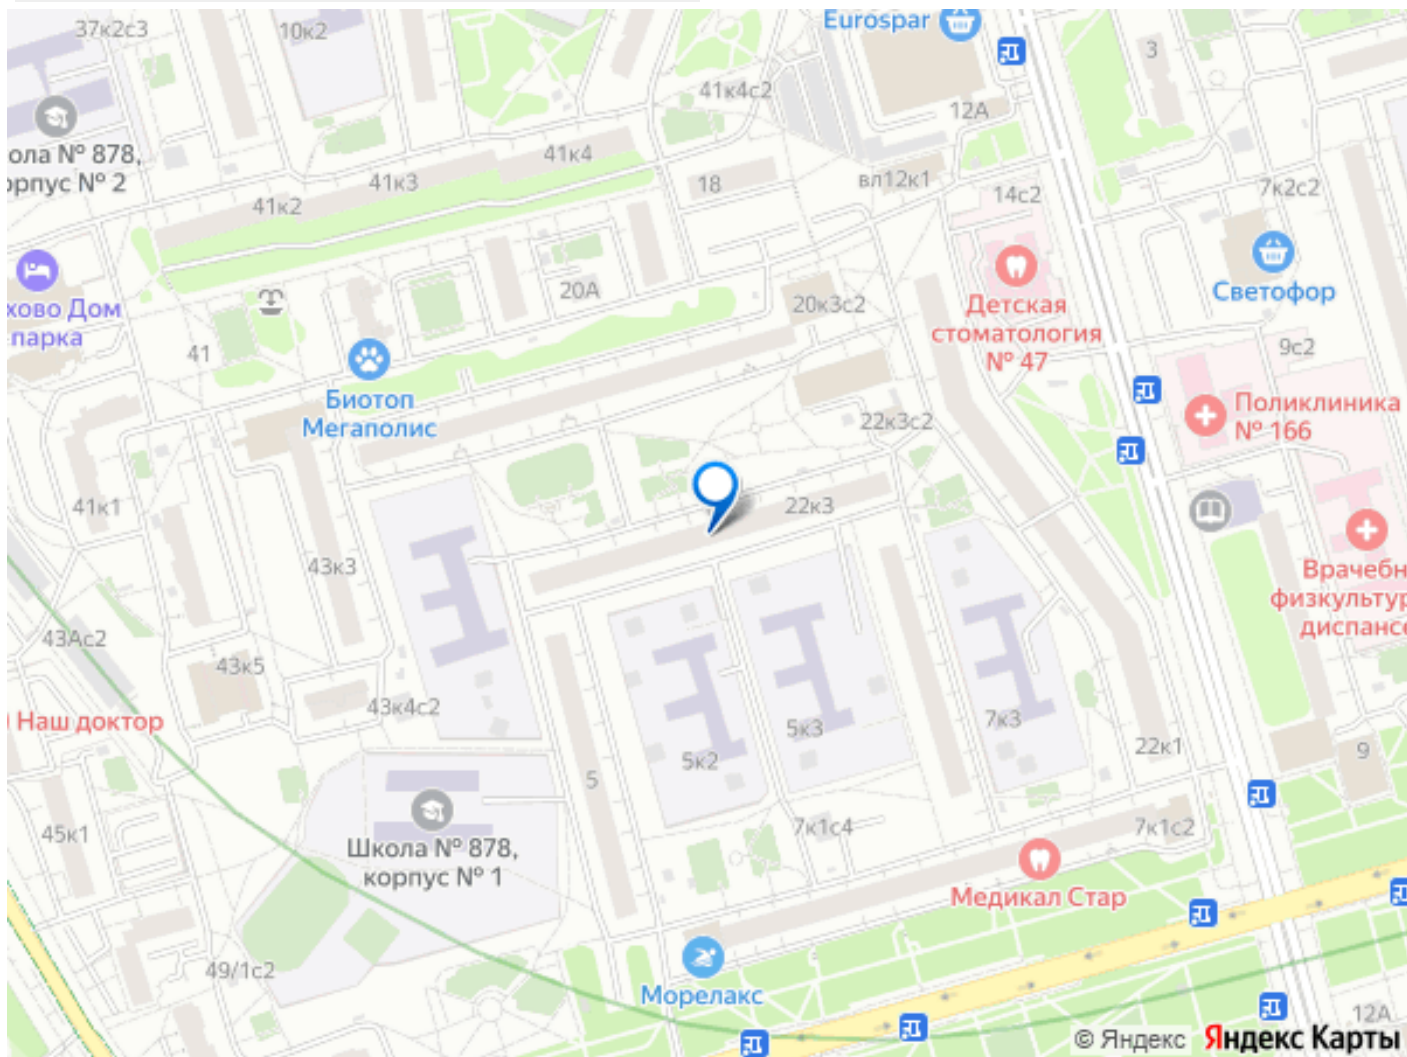 37к2с3
10к2
Eurospar
3
41к4с2
12А
ола № 878,
орпус № 2
41к4
41к3
18
вл12к1
14с2
7к2с2
41к2
хово Дом
парка
20А
20к3с2
Детская
стоматология
№ 47
Светофор
41
9с2
Биотоп
Мегаполис
22к3с2
Поликлиника
№ 166
41к1
22к3
43к3
Врачебн
физкультур
диспансе
43Ас2
43к5
43к4с2
Наш доктор
5к2
5к3
7к3
22к1
9
5
45к1
Школа № 878,
корпус № 1
7к1с4
7к1с2
Медикал Стар
49/1с2
Морелакс
12А
© Яндекс Яндекс Карты